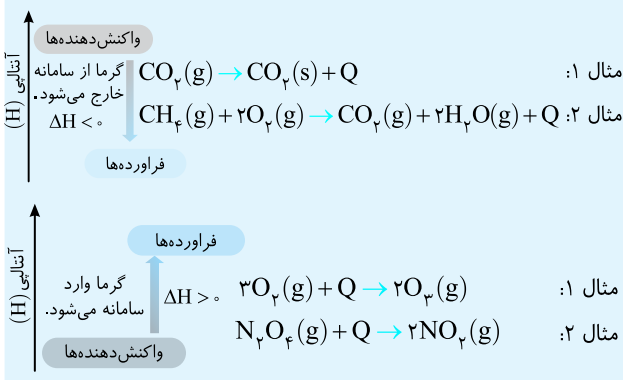 آنتالپی (H)
واکنش‌دهنده‌ها
گرما از سامانه
خارج می‌شود.
ΔH < ۰
فراورده‌ها
مثال ۱: CO۲(g) → CO۲(s) + Q
مثال ۲: CH۴(g) + ۲O۲(g) → CO۲(g) + ۲H۲O(g) + Q
آنتالپی (H)
فراورده‌ها
گرما وارد
سامانه می‌شود.
ΔH > ۰
واکنش‌دهنده‌ها
مثال ۱: ۳O۲(g) + Q → ۲O۳(g)
مثال ۲: N۲O۴(g) + Q → ۲NO۲(g)